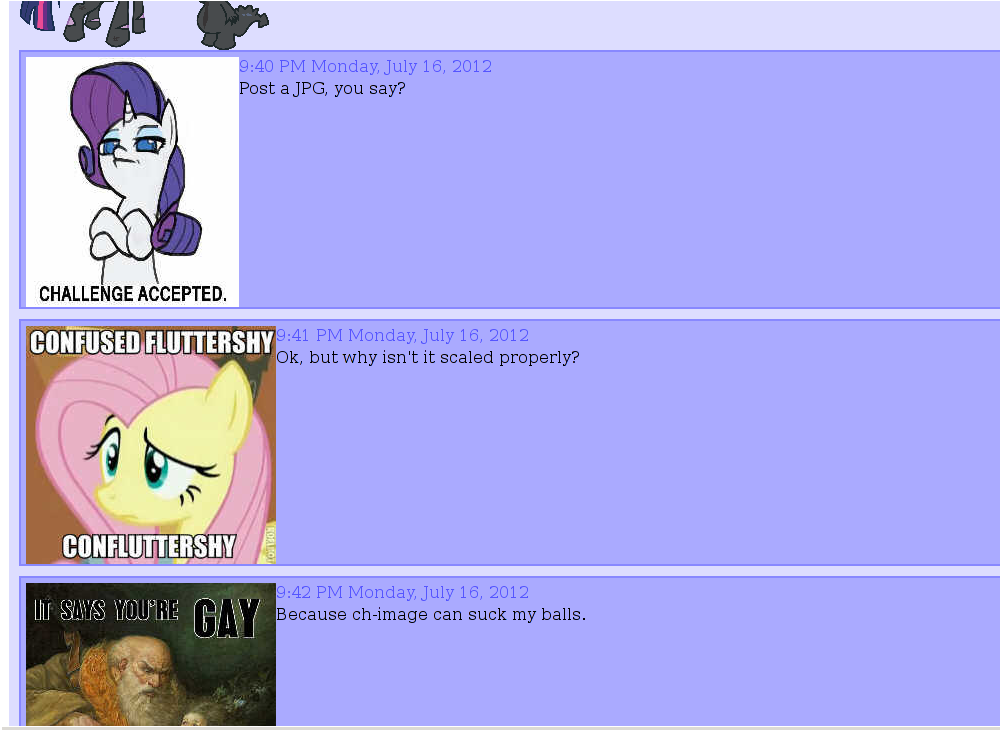 9:40 PM Monday, July 16, 2012
Post a JPG, you say?
CHALLENGE ACCEPTED.
CONFUSED FLUTTERSHY
9:41 PM Monday, July 16, 2012
Ok, but why isn't it scaled properly?
CONFLUTTERSHY
9:42 PM Monday, July 16, 2012
IT SAYS YOU'RE GAY
Because ch-image can suck my balls.